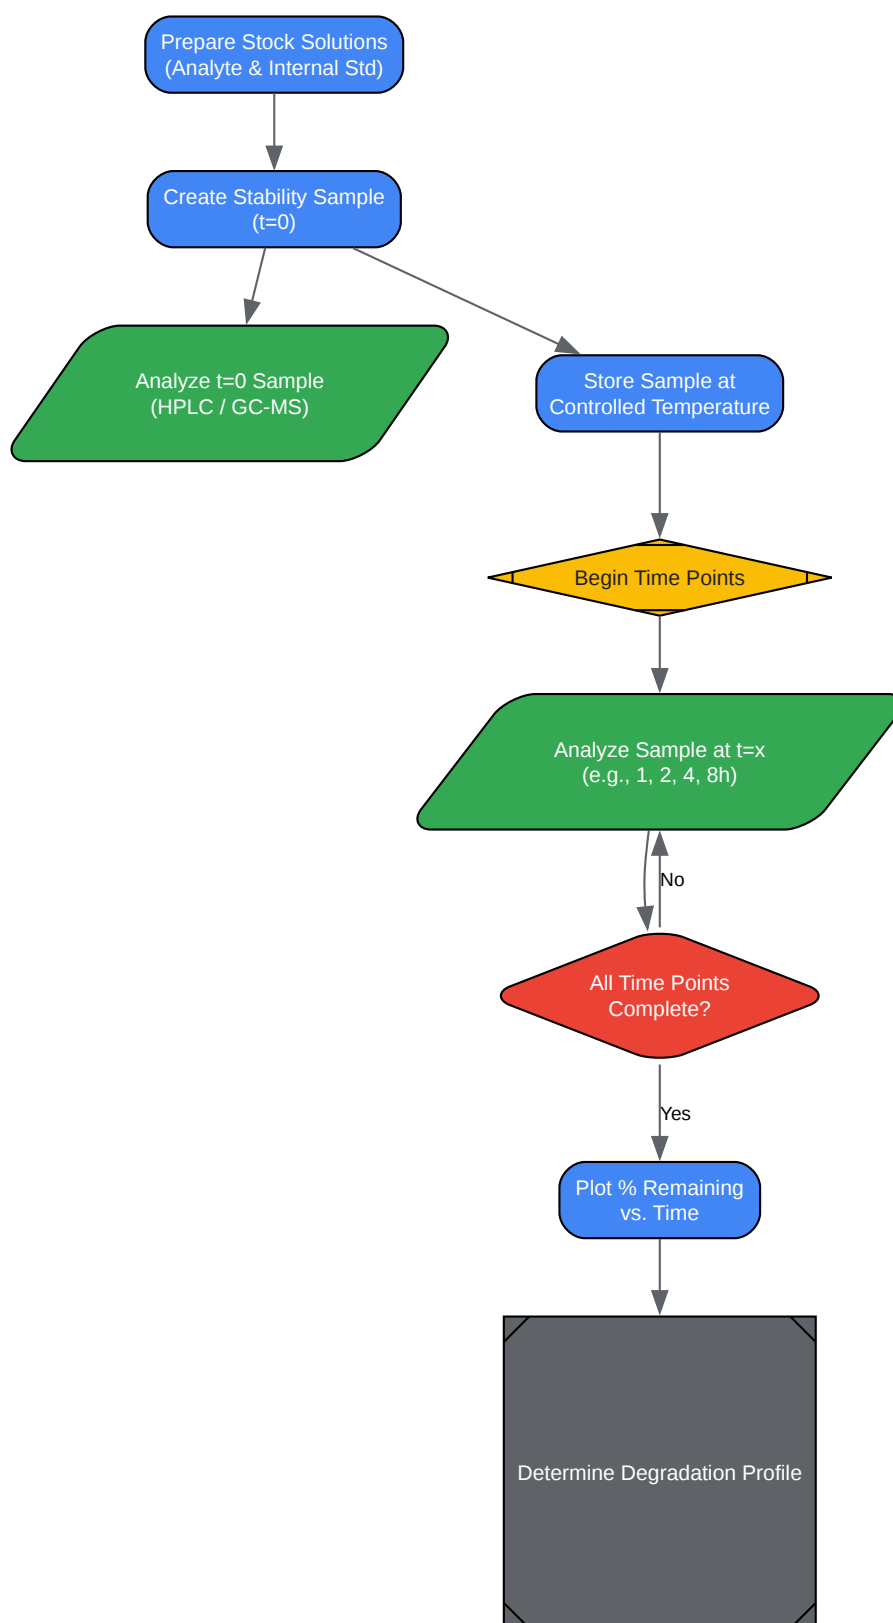 Prepare Stock Solutions
(Analyte & Internal Std)
Create Stability Sample
(t=0)
Analyze t=0 Sample
(HPLC / GC-MS)
Store Sample at
Controlled Temperature
Begin Time Points
Analyze Sample at t=x
(e.g., 1, 2, 4, 8h)
No
All Time Points
Complete?
Yes
Plot % Remaining
vs. Time
Determine Degradation Profile